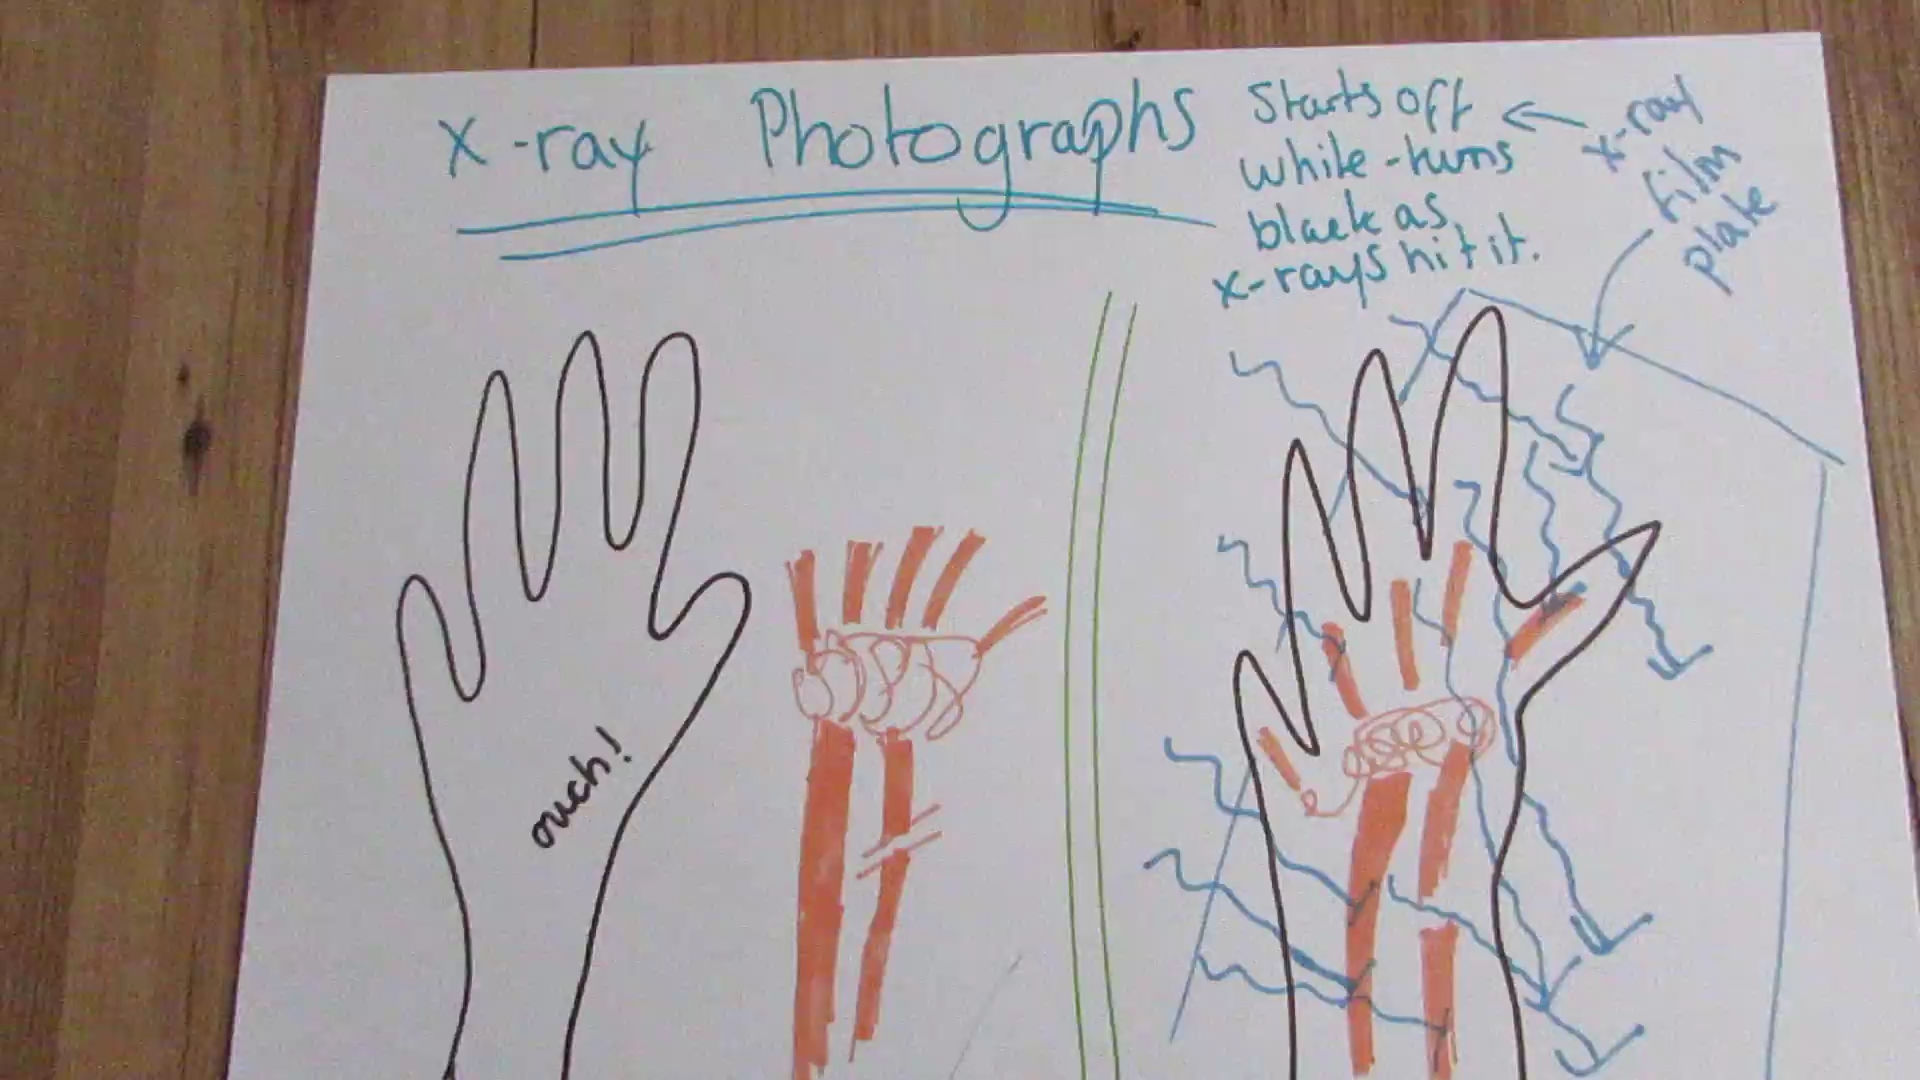 X-ray Photographs
Starts off
white-turns
black as
x-rays hit it.
x-ray
film
plate
ouch!